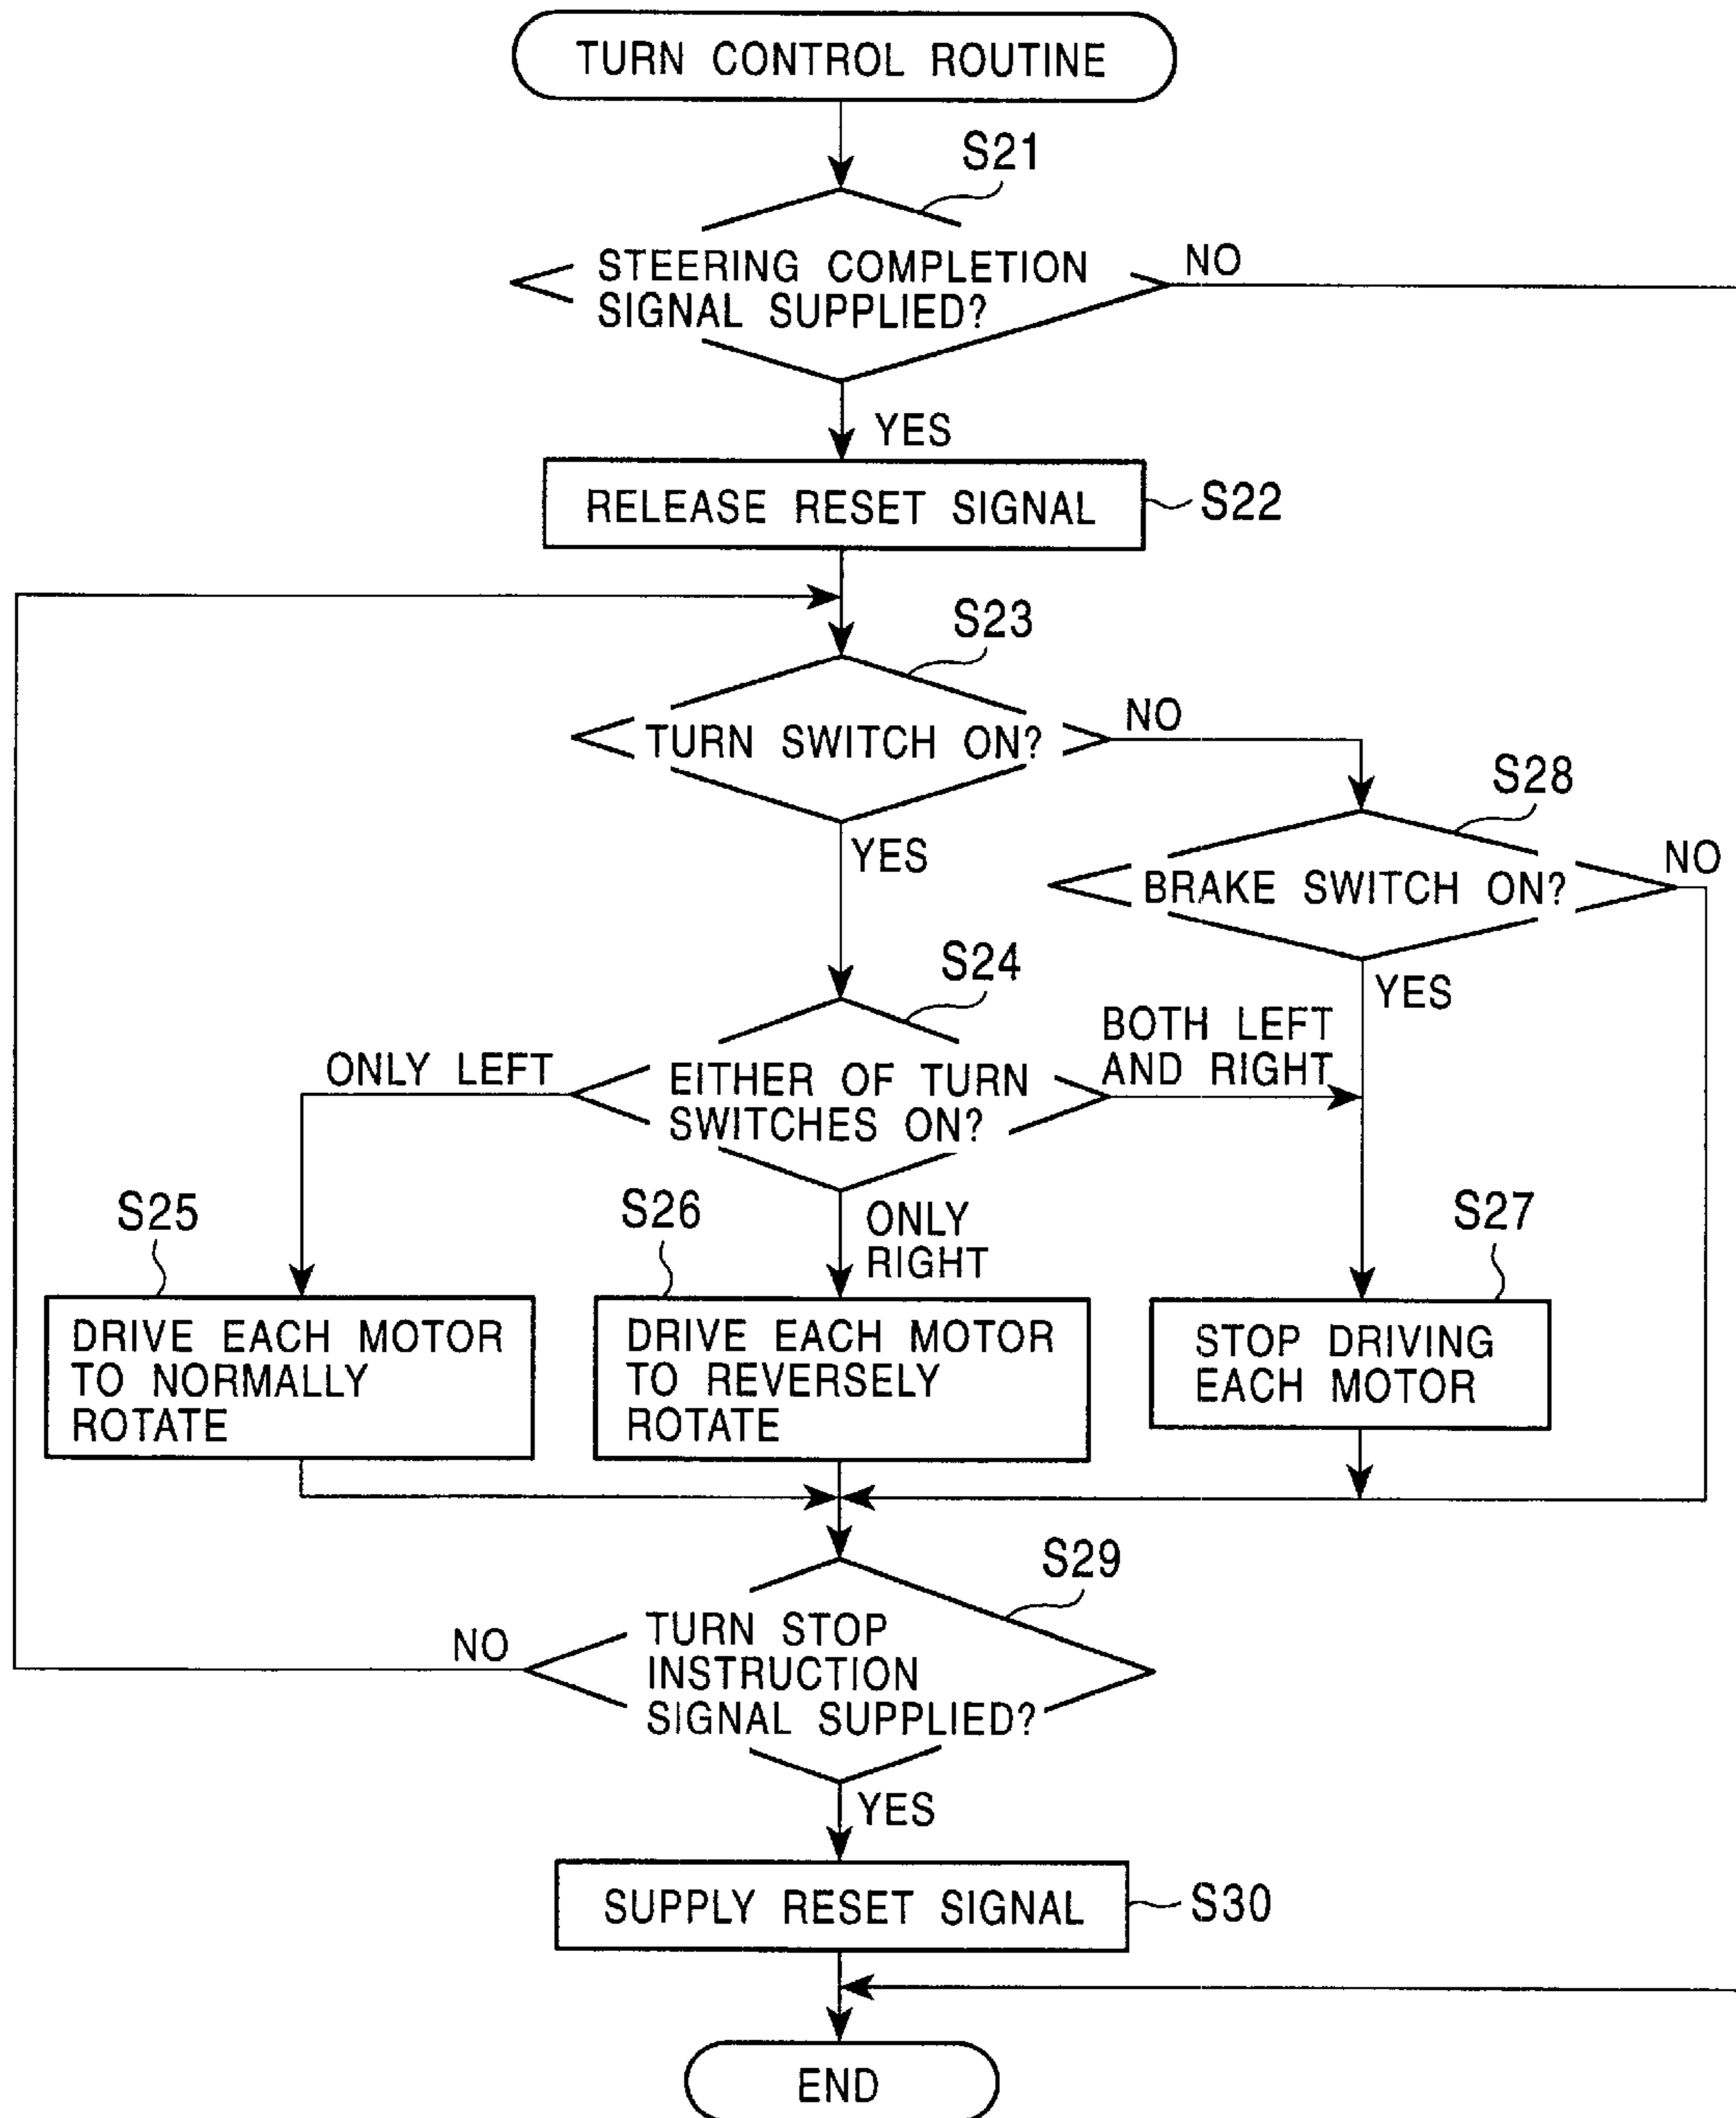 TURN CONTROL ROUTINE
S21
STEERING COMPLETION
SIGNAL SUPPLIED?
NO
YES
RELEASE RESET SIGNAL
S22
S23
TURN SWITCH ON?
NO
YES
S28
BRAKE SWITCH ON?
NO
YES
S24
EITHER OF TURN
SWITCHES ON?
ONLY LEFT
BOTH LEFT
AND RIGHT
ONLY
RIGHT
S25
DRIVE EACH MOTOR
TO NORMALLY
ROTATE
S26
DRIVE EACH MOTOR
TO REVERSELY
ROTATE
S27
STOP DRIVING
EACH MOTOR
S29
TURN STOP
INSTRUCTION
SIGNAL SUPPLIED?
NO
YES
SUPPLY RESET SIGNAL
S30
END